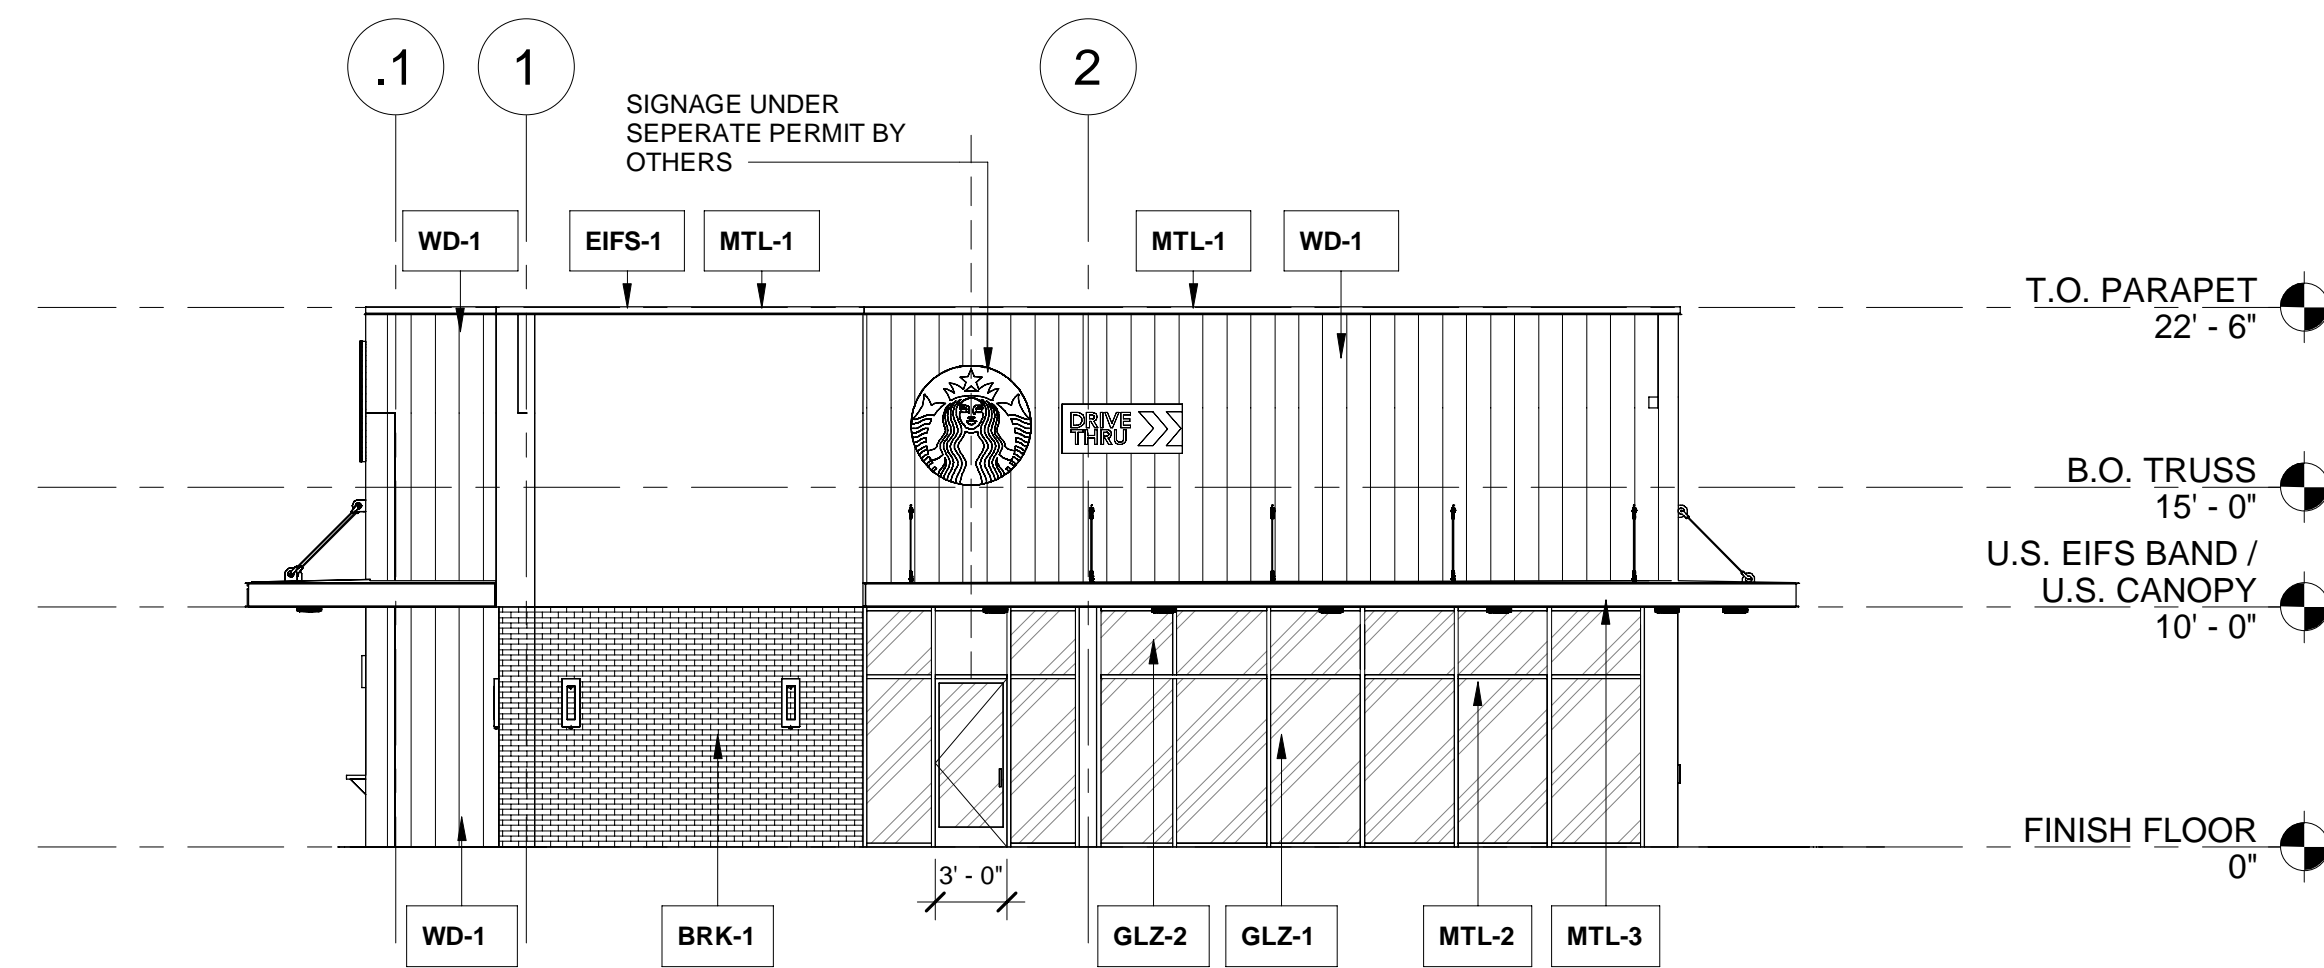 .1
1
2
SIGNAGE UNDER
SEPERATE PERMIT BY
OTHERS
WD-1
EIFS-1
MTL-1
MTL-1
WD-1
T.O. PARAPET
22' - 6"
DRIVE
THRU
B.O. TRUSS
15' - 0"
U.S. EIFS BAND /
U.S. CANOPY
10' - 0"
FINISH FLOOR
0"
3' - 0"
WD-1
BRK-1
GLZ-2
GLZ-1
MTL-2
MTL-3